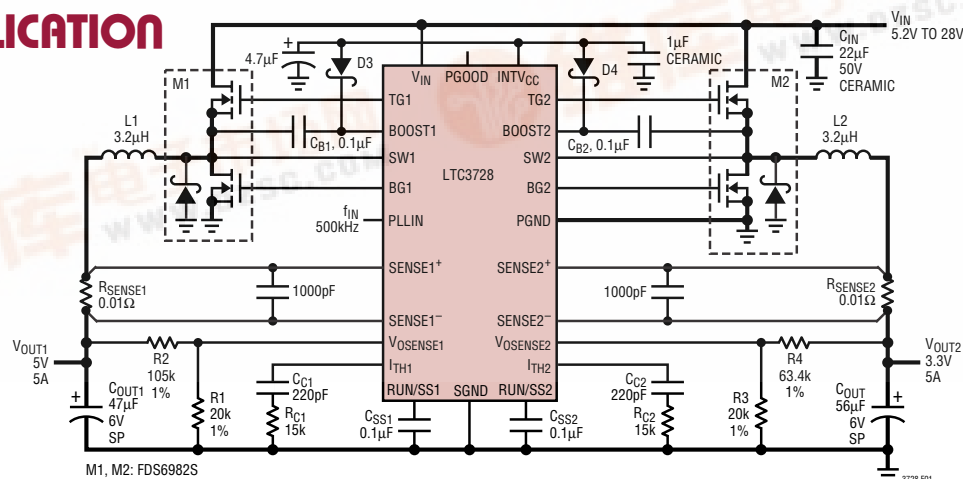 LICATION
VIN
5.2V TO 28V
CIN
22µF
50V
CERAMIC
4.7µF
+
D3
VIN
PGOOD
INTVCC
D4
1µF
CERAMIC
M1
M2
TG1
TG2
L1
3.2µH
BOOST1
BOOST2
L2
3.2µH
CB1, 0.1µF
CB2, 0.1µF
SW1
SW2
LTC3728
BG1
BG2
fIN
500kHz
PLLIN
PGND
SENSE1+
SENSE2+
RSENSE1
0.01Ω
1000pF
1000pF
RSENSE2
0.01Ω
SENSE1–
SENSE2–
VOSENSE1
VOSENSE2
VOUT1
5V
5A
R2
105k
1%
R4
63.4k
1%
VOUT2
3.3V
5A
ITH1
ITH2
+
COUT1
47µF
6V
SP
R1
20k
1%
CC1
220pF
RC1
15k
RUN/SS1
SGND
RUN/SS2
CSS1
0.1µF
CSS2
0.1µF
CC2
220pF
RC2
15k
R3
20k
1%
COUT
56µF
6V
SP
+
M1, M2: FDS6982S
3728 F01